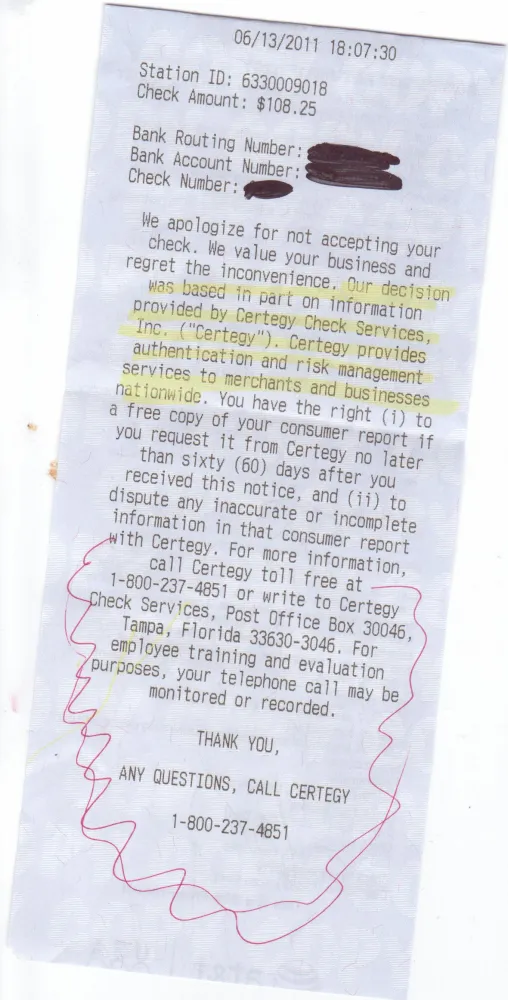 06/13/2011 18:07:30
Station ID: 6330009018
Check Amount: $108.25
Bank Routing Number:
Bank Account Number:
Check Number:
We apologize for not accepting your
check. We value your business and
regret the inconvenience. Our decision
was based in part on information
provided by Certegy Check Services,
Inc. ("Certegy"). Certegy provides
authentication and risk management
services to merchants and businesses
nationwide. You have the right (i) to
a free copy of your consumer report if
you request it from Certegy no later
than sixty (60) days after you
received this notice, and (ii) to
dispute any inaccurate or incomplete
information in that consumer report
with Certegy. For more information,
call Certegy toll free at
1-800-237-4851 or write to Certegy
Check Services, Post Office Box 30046,
Tampa, Florida 33630-3046. For
employee training and evaluation
purposes, your telephone call may be
monitored or recorded.
THANK YOU,
ANY QUESTIONS, CALL CERTEGY
1-800-237-4851